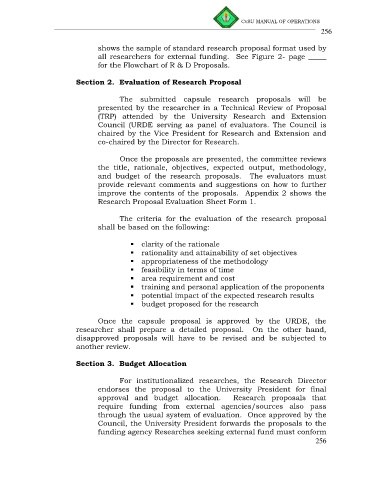 CvSU MANUAL OF OPERATIONS
256
shows the sample of standard research proposal format used by
all researchers for external funding. See Figure 2- page _____
for the Flowchart of R & D Proposals.
Section 2. Evaluation of Research Proposal
The submitted capsule research proposals will be
presented by the researcher in a Technical Review of Proposal
(TRP) attended by the University Research and Extension
Council (URDE serving as panel of evaluators. The Council is
chaired by the Vice President for Research and Extension and
co-chaired by the Director for Research.
Once the proposals are presented, the committee reviews
the title, rationale, objectives, expected output, methodology,
and budget of the research proposals. The evaluators must
provide relevant comments and suggestions on how to further
improve the contents of the proposals. Appendix 2 shows the
Research Proposal Evaluation Sheet Form 1.
The criteria for the evaluation of the research proposal
shall be based on the following:
▪ clarity of the rationale
▪ rationality and attainability of set objectives
▪ appropriateness of the methodology
▪ feasibility in terms of time
▪ area requirement and cost
▪ training and personal application of the proponents
▪ potential impact of the expected research results
▪ budget proposed for the research
Once the capsule proposal is approved by the URDE, the
researcher shall prepare a detailed proposal. On the other hand,
disapproved proposals will have to be revised and be subjected to
another review.
Section 3. Budget Allocation
For institutionalized researches, the Research Director
endorses the proposal to the University President for final
approval and budget allocation. Research proposals that
require funding from external agencies/sources also pass
through the usual system of evaluation. Once approved by the
Council, the University President forwards the proposals to the
funding agency Researches seeking external fund must conform
256